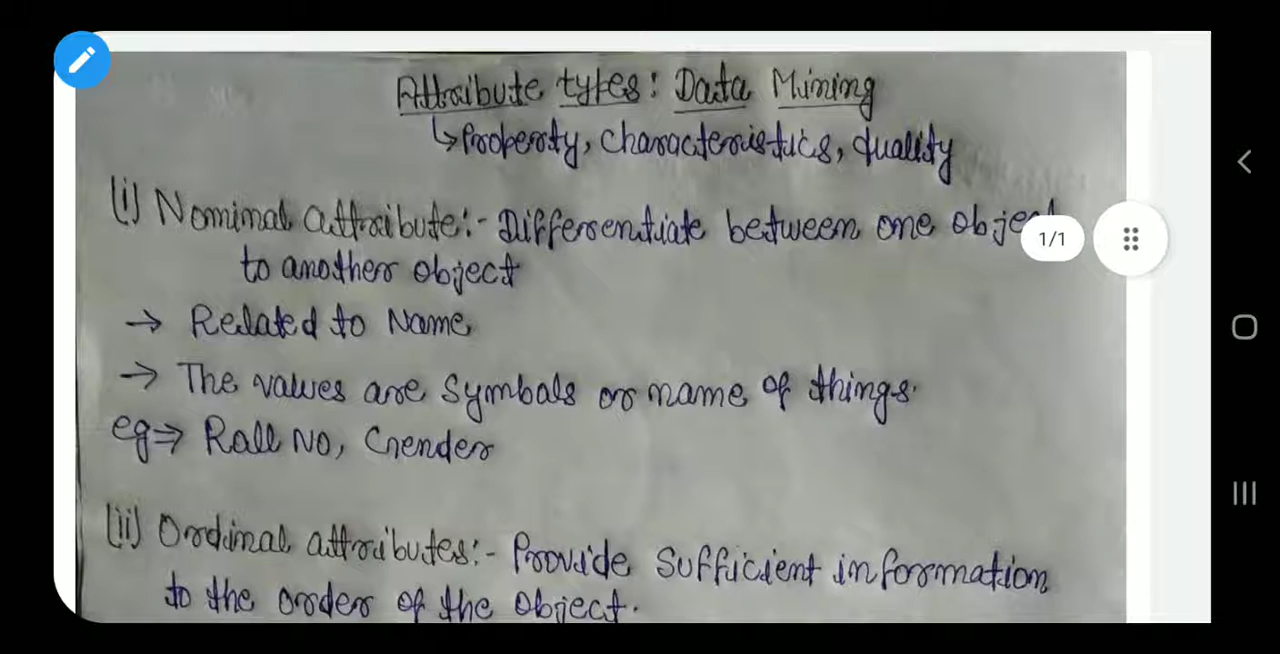 Attribute types: Data Mining
↳ Property, characteristics, quality
(i) Nominal attribute:- Differentiate between one object
to another object
→ Related to Name
→ The values are symbols or name of things.
eg⇒ Roll No, Gender
1/1
(ii) Ordinal attributes:- Provide sufficient information
to the order of the object.